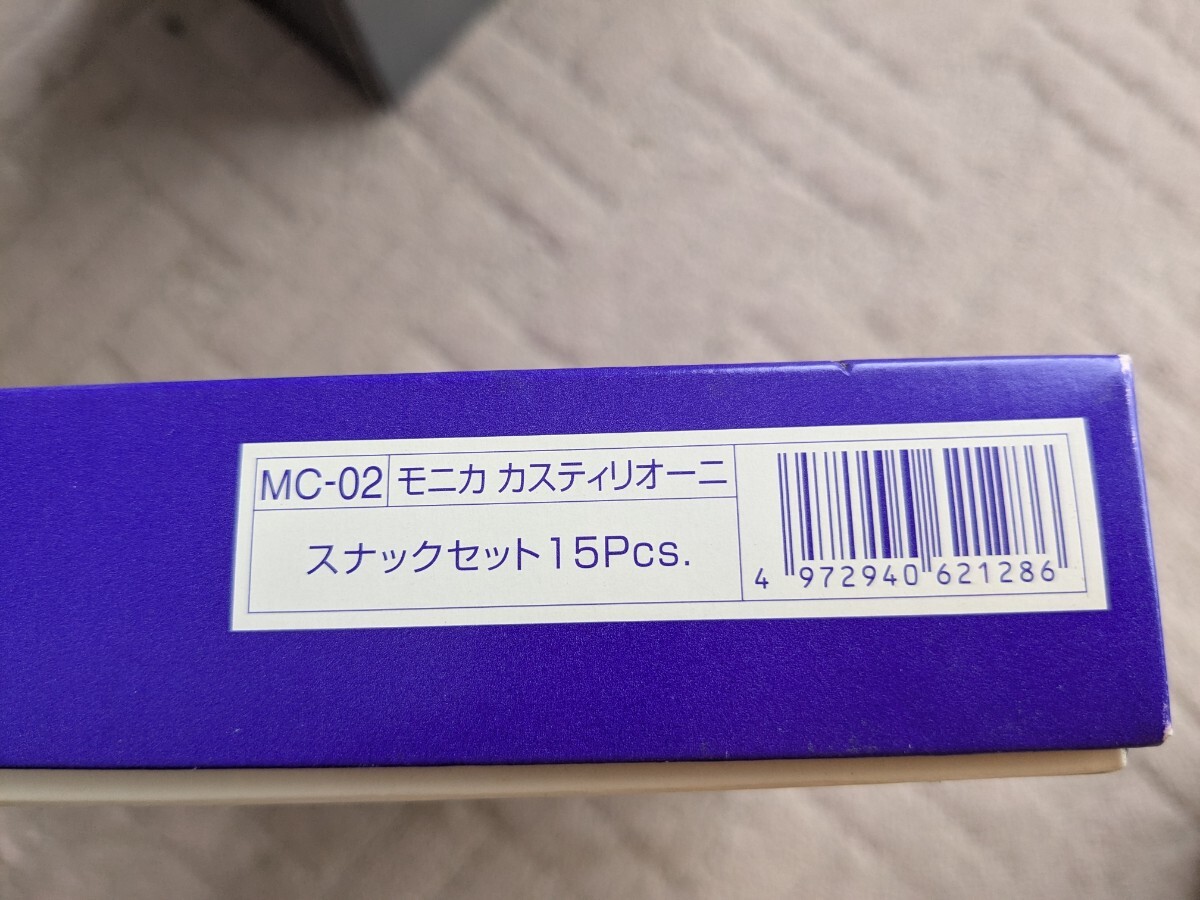 MC-02 モニカ カスティリオーニ
スナックセット15Pcs.
4 972940 621286